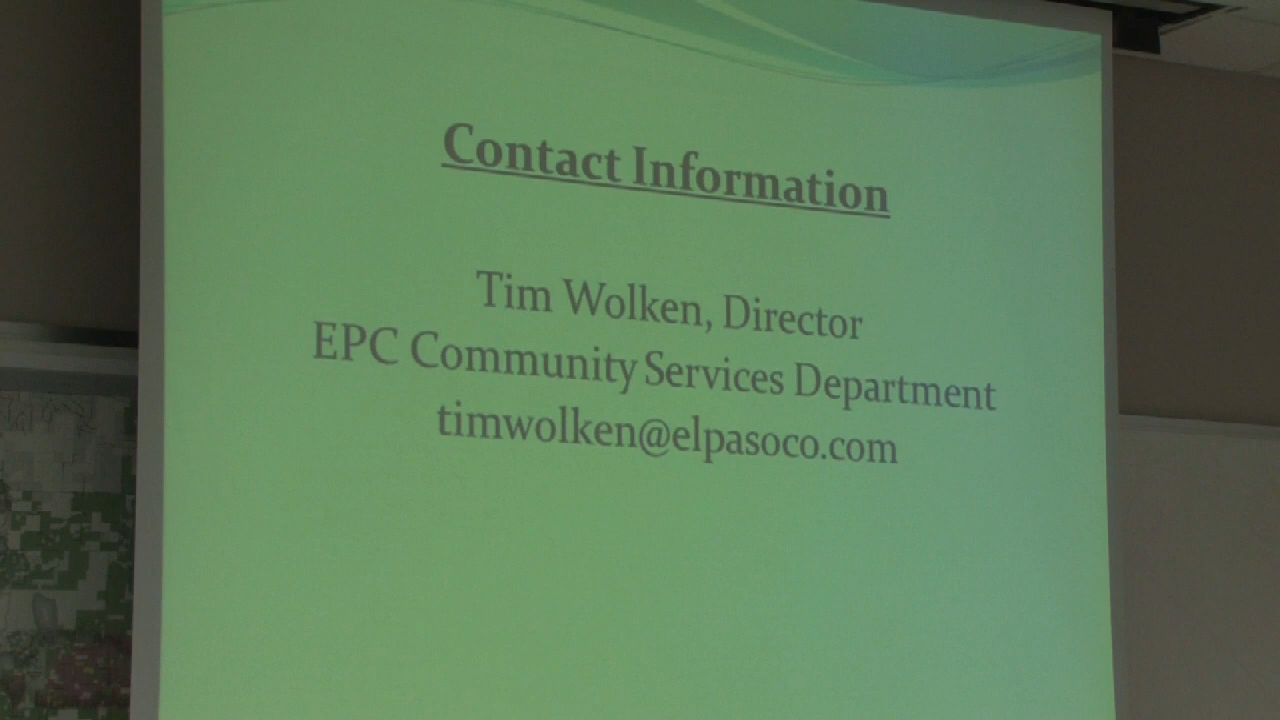 Contact Information
Tim Wolken, Director
EPC Community Services Department
timwolken@elpasoco.com